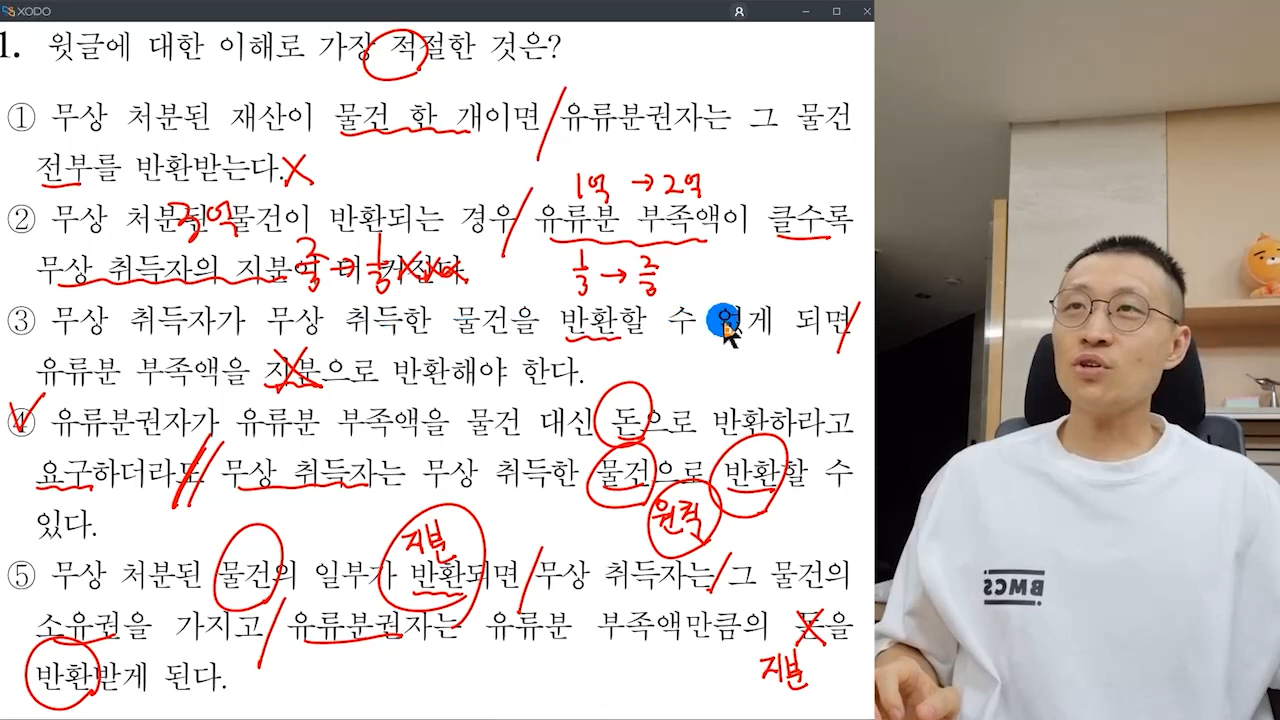 XODO
1. 윗글에 대한 이해로 가장 적절한 것은?
① 무상 처분된 재산이 물건 한 개이면 유류분권자는 그 물건
전부를 반환받는다.
1억 → 2억
② 무상 처분된 물건이 반환되는 경우 유류분 부족액이 클수록
3억
무상 취득자의 지분이 더 커진다.
2/3 → 1/3
1/3 → 2/3
③ 무상 취득자가 무상 취득한 물건을 반환할 수 없게 되면
유류분 부족액을 지분으로 반환해야 한다.
④ 유류분권자가 유류분 부족액을 물건 대신 돈으로 반환하라고
요구하더라도 무상 취득자는 무상 취득한 물건으로 반환할 수
있다.
원칙
지분
⑤ 무상 처분된 물건의 일부가 반환되면 무상 취득자는 그 물건의
소유권을 가지고 유류분권자는 유류분 부족액만큼의 돈을
지분
반환받게 된다.
BMCS